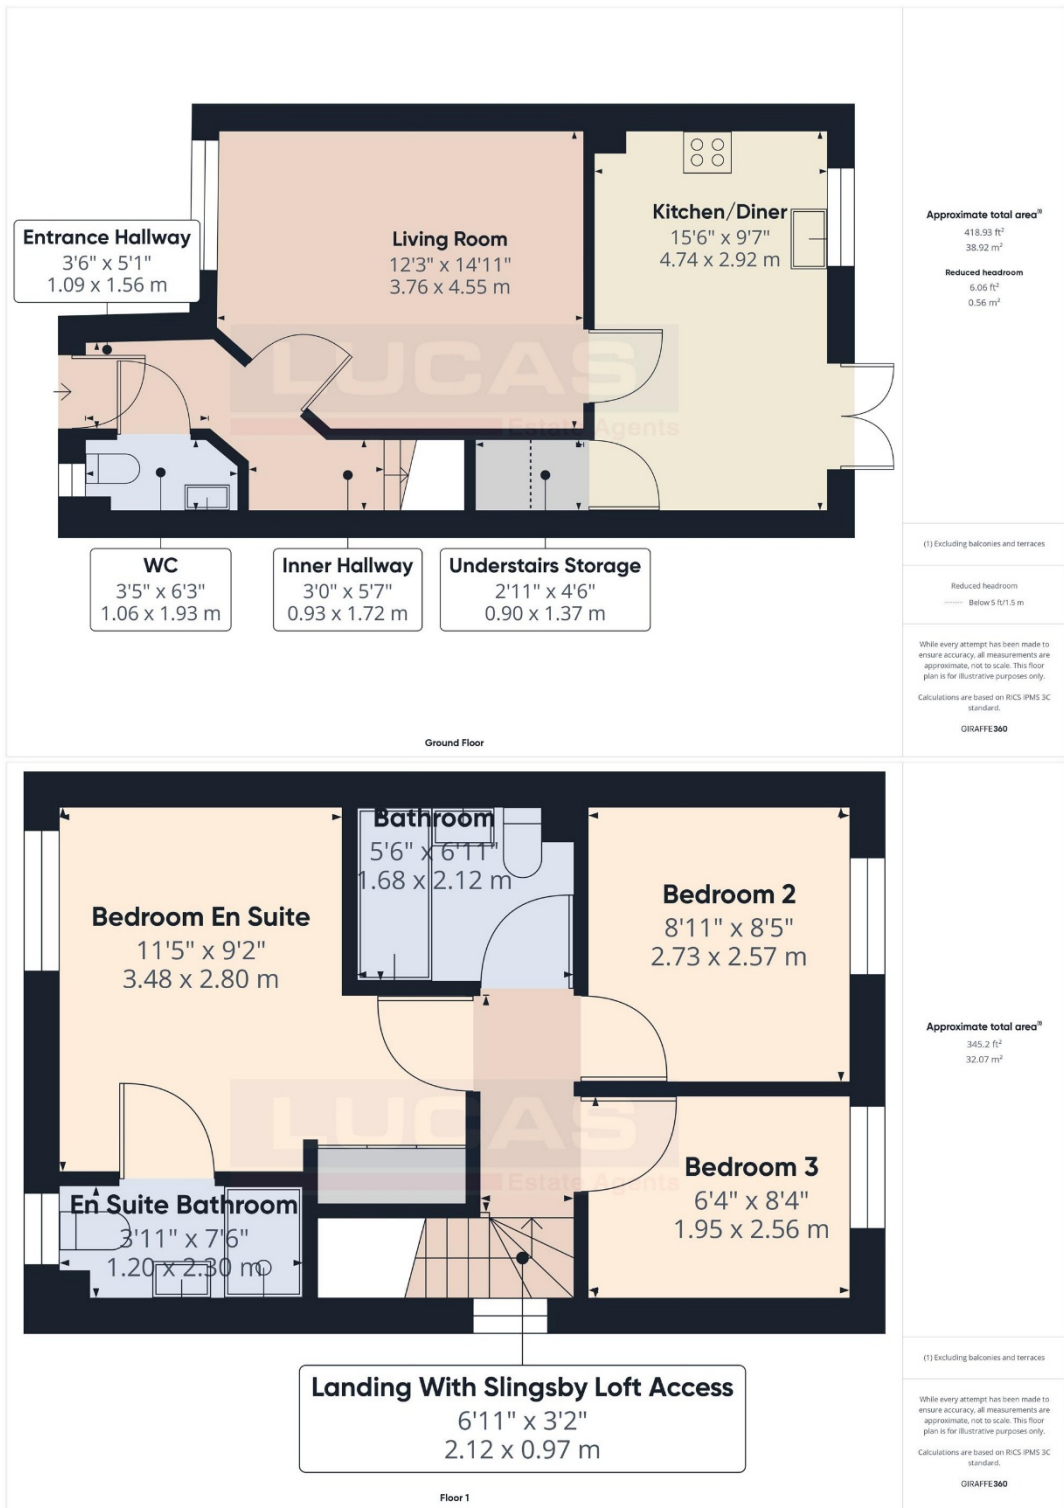 Entrance Hallway
3'6" x 5'1"
1.09 x 1.56 m
Living Room
12'3" x 14'11"
3.76 x 4.55 m
Kitchen/Diner
15'6" x 9'7"
4.74 x 2.92 m
LUCAS
Estate Agents
WC
3'5" x 6'3"
1.06 x 1.93 m
Inner Hallway
3'0" x 5'7"
0.93 x 1.72 m
Understairs Storage
2'11" x 4'6"
0.90 x 1.37 m
Ground Floor
Approximate total area(1)
418.93 ft²
38.92 m²
Reduced headroom
6.06 ft²
0.56 m²
(1) Excluding balconies and terraces
Reduced headroom
Below 5 ft/1.5 m
While every attempt has been made to
ensure accuracy, all measurements are
approximate, not to scale. This floor
plan is for illustrative purposes only.
Calculations are based on RICS IPMS 3C
standard.
GIRAFFE360
Bathroom
5'6" x 6'11"
1.68 x 2.12 m
Bedroom En Suite
11'5" x 9'2"
3.48 x 2.80 m
Bedroom 2
8'11" x 8'5"
2.73 x 2.57 m
LUCAS
Estate Agents
Bedroom 3
6'4" x 8'4"
1.95 x 2.56 m
En Suite Bathroom
3'11" x 7'6"
1.20 x 2.30 m
Landing With Slingsby Loft Access
6'11" x 3'2"
2.12 x 0.97 m
Floor 1
Approximate total area(1)
345.2 ft²
32.07 m²
(1) Excluding balconies and terraces
While every attempt has been made to
ensure accuracy, all measurements are
approximate, not to scale. This floor
plan is for illustrative purposes only.
Calculations are based on RICS IPMS 3C
standard.
GIRAFFE360